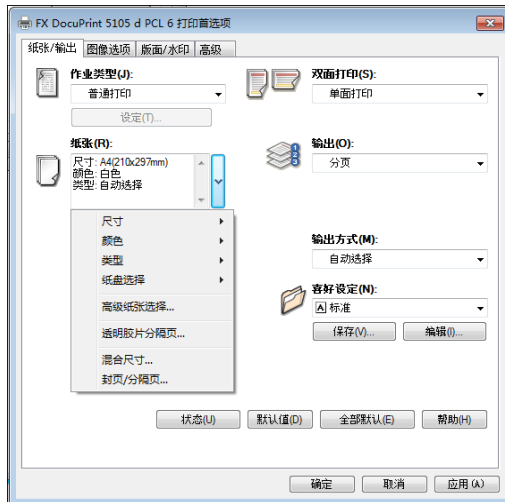 FX DocuPrint 5105 d PCL 6 打印首选项
纸张/输出 图像选项 版面/水印 高级
作业类型(J):
普通打印
设定(T)...
双面打印(S):
单面打印
纸张(R):
尺寸: A4(210x297mm)
颜色: 白色
类型: 自动选择
输出(O):
分页
尺寸
颜色
类型
纸盘选择
高级纸张选择...
透明胶片分隔页...
混合尺寸...
封页/分隔页...
输出方式(M):
自动选择
喜好设定(N):
A 标准
保存(V)... 编辑(I)...
状态(U) 默认值(D) 全部默认(E) 帮助(H)
确定 取消 应用(A)